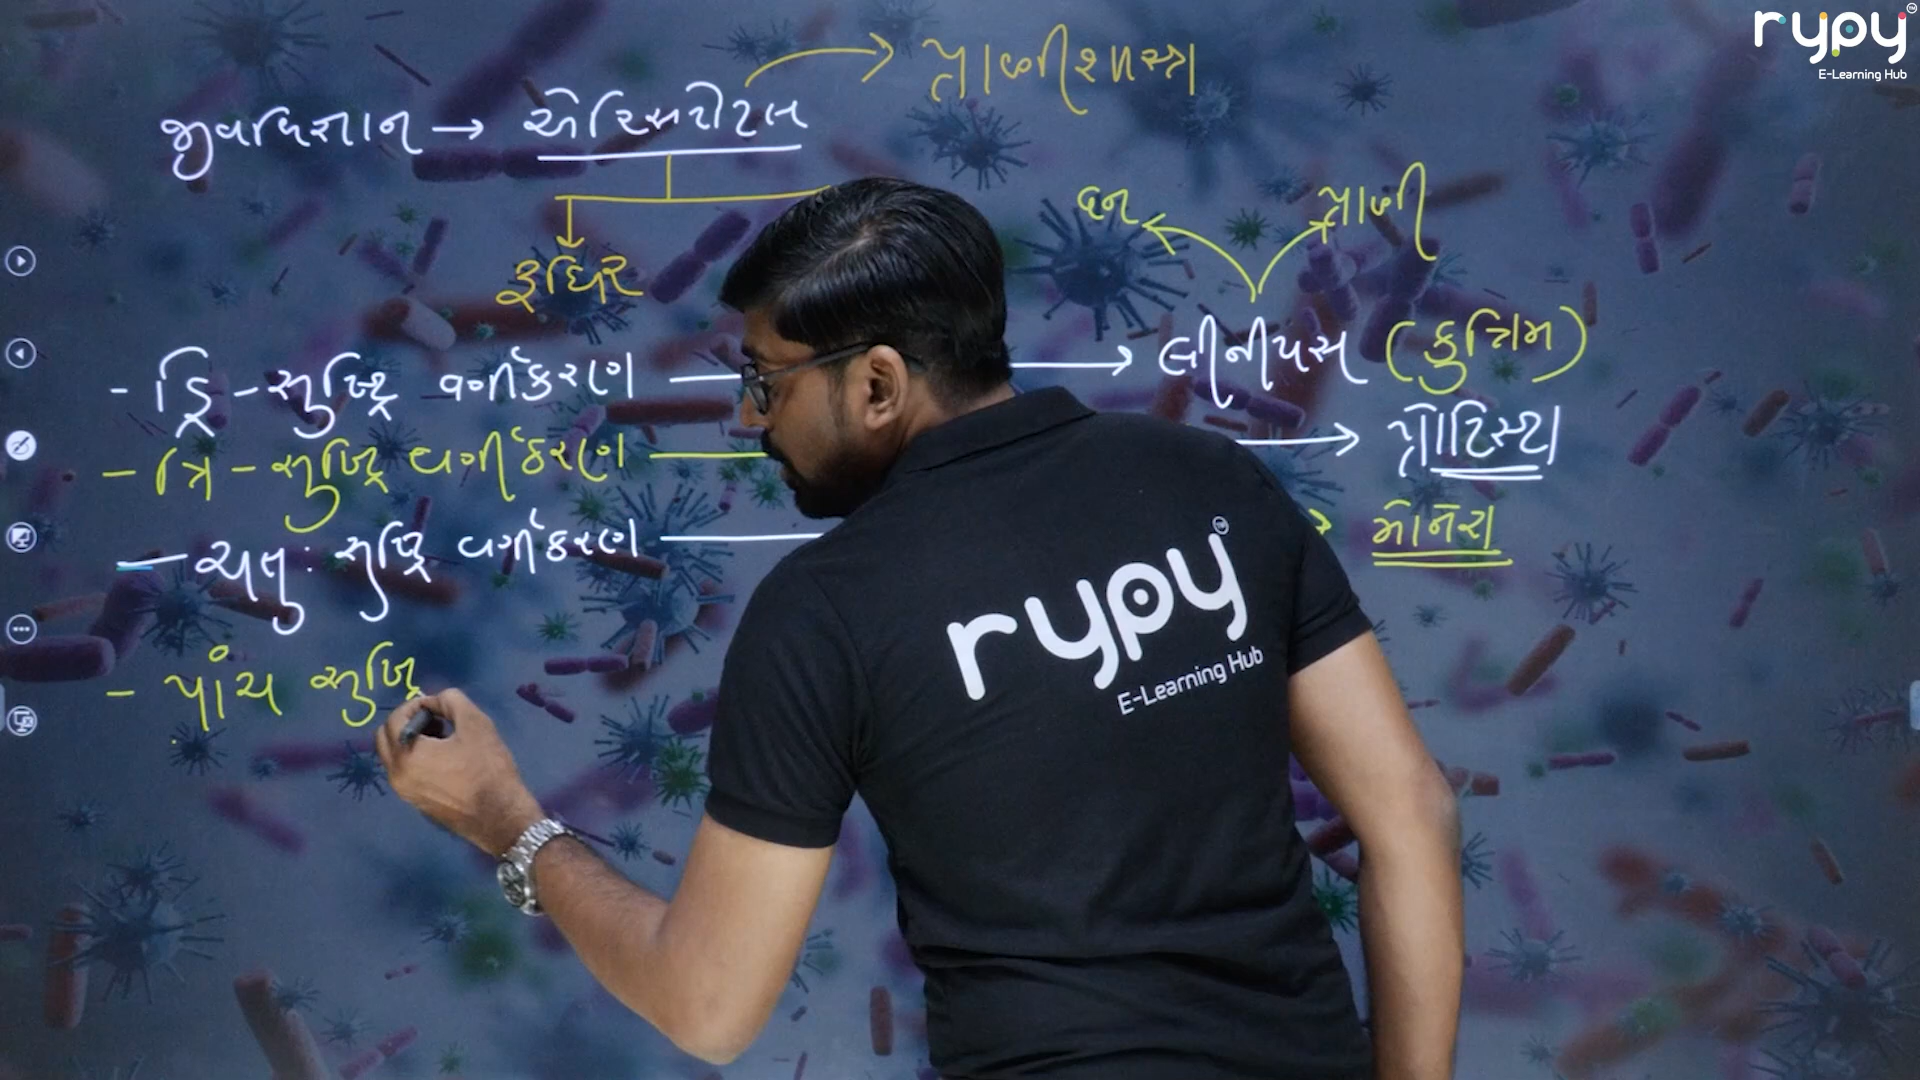 rypy
E-Learning Hub
પ્રાણીશાસ્ત્ર
જીવવિજ્ઞાન → એરિસ્ટોટલ
વન પ્રાણી
રૂધિર
- દ્વિ - સૃષ્ટિ વર્ગીકરણ → લીનીયસ (કુત્રિમ)
- ત્રિ - સૃષ્ટિ વર્ગીકરણ → પ્રોટિસ્ટા
- ચતુ: સૃષ્ટિ વર્ગીકરણ → મોનેરા
- પાંચ સૃષ્ટિ
rypy
E-Learning Hub